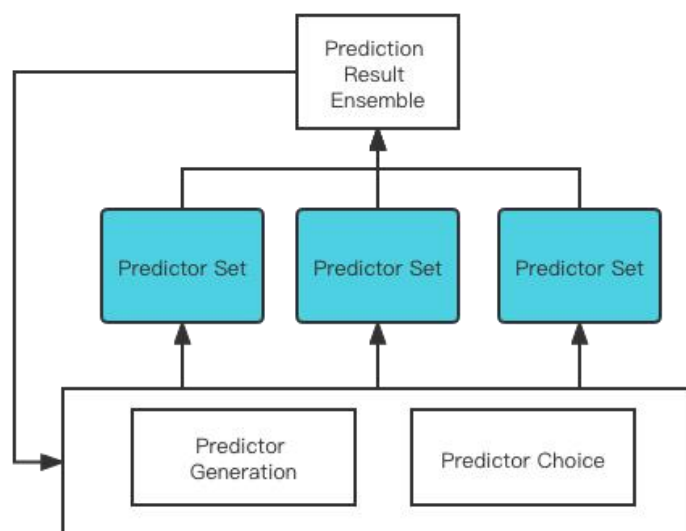 Prediction
Result
Ensemble
Predictor Set
Predictor Set
Predictor Set
Predictor
Generation
Predictor Choice